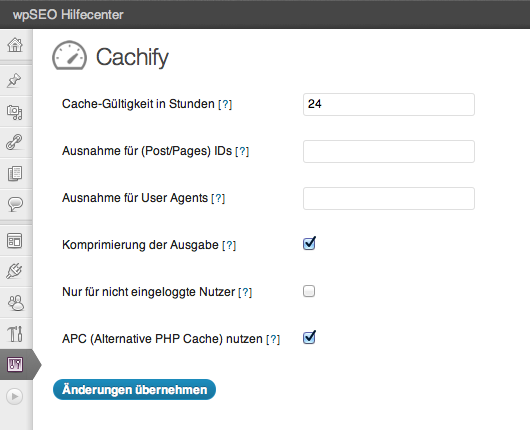 wpSEO Hilfecenter
Cachify
Cache-Gültigkeit in Stunden [?] 24
Ausnahme für (Post/Pages) IDs [?]
Ausnahme für User Agents [?]
Komprimierung der Ausgabe [?]
Nur für nicht eingeloggte Nutzer [?]
APC (Alternative PHP Cache) nutzen [?]
Änderungen übernehmen